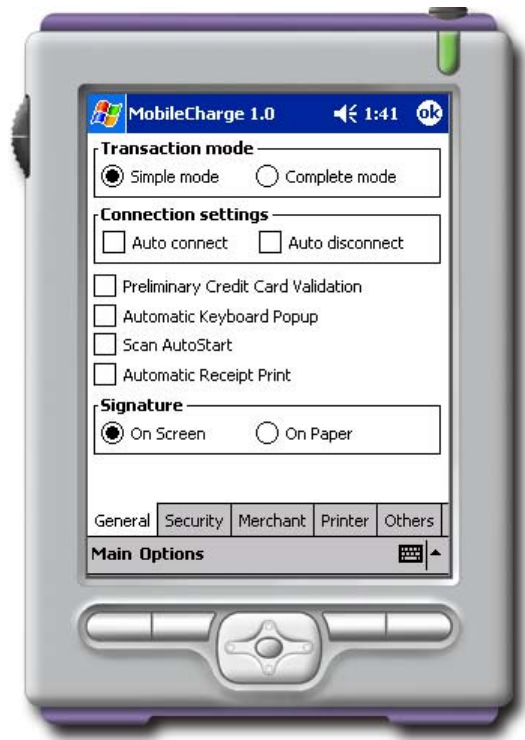 MobileCharge 1.0 1:41 ok
Transaction mode
Simple mode Complete mode
Connection settings
Auto connect Auto disconnect
Preliminary Credit Card Validation
Automatic Keyboard Popup
Scan AutoStart
Automatic Receipt Print
Signature
On Screen On Paper
General Security Merchant Printer Others
Main Options